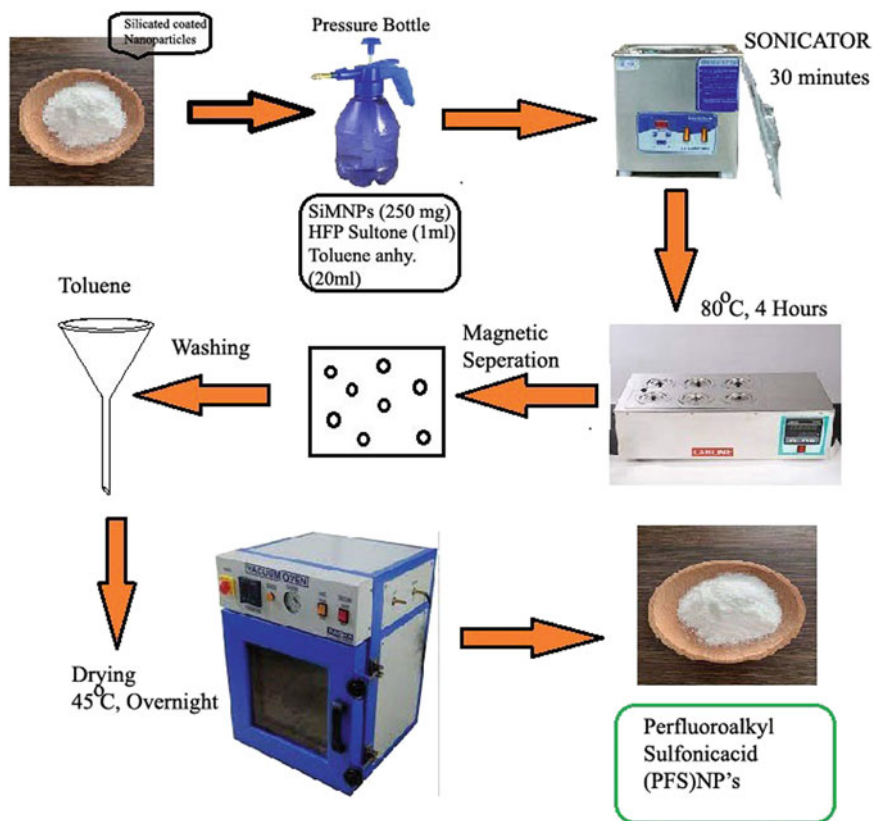 Silicated coated
Nanoparticles
Pressure Bottle
SONICATOR
30 minutes
SiMNPs (250 mg)
HFP Sultone (1ml)
Toluene anhy.
(20ml)
80°C, 4 Hours
LABLINE
Magnetic
Seperation
Washing
Toluene
Drying
45°C, Overnight
VACUUM OVEN
Perfluoroalkyl
Sulfonicacid
(PFS)NP's